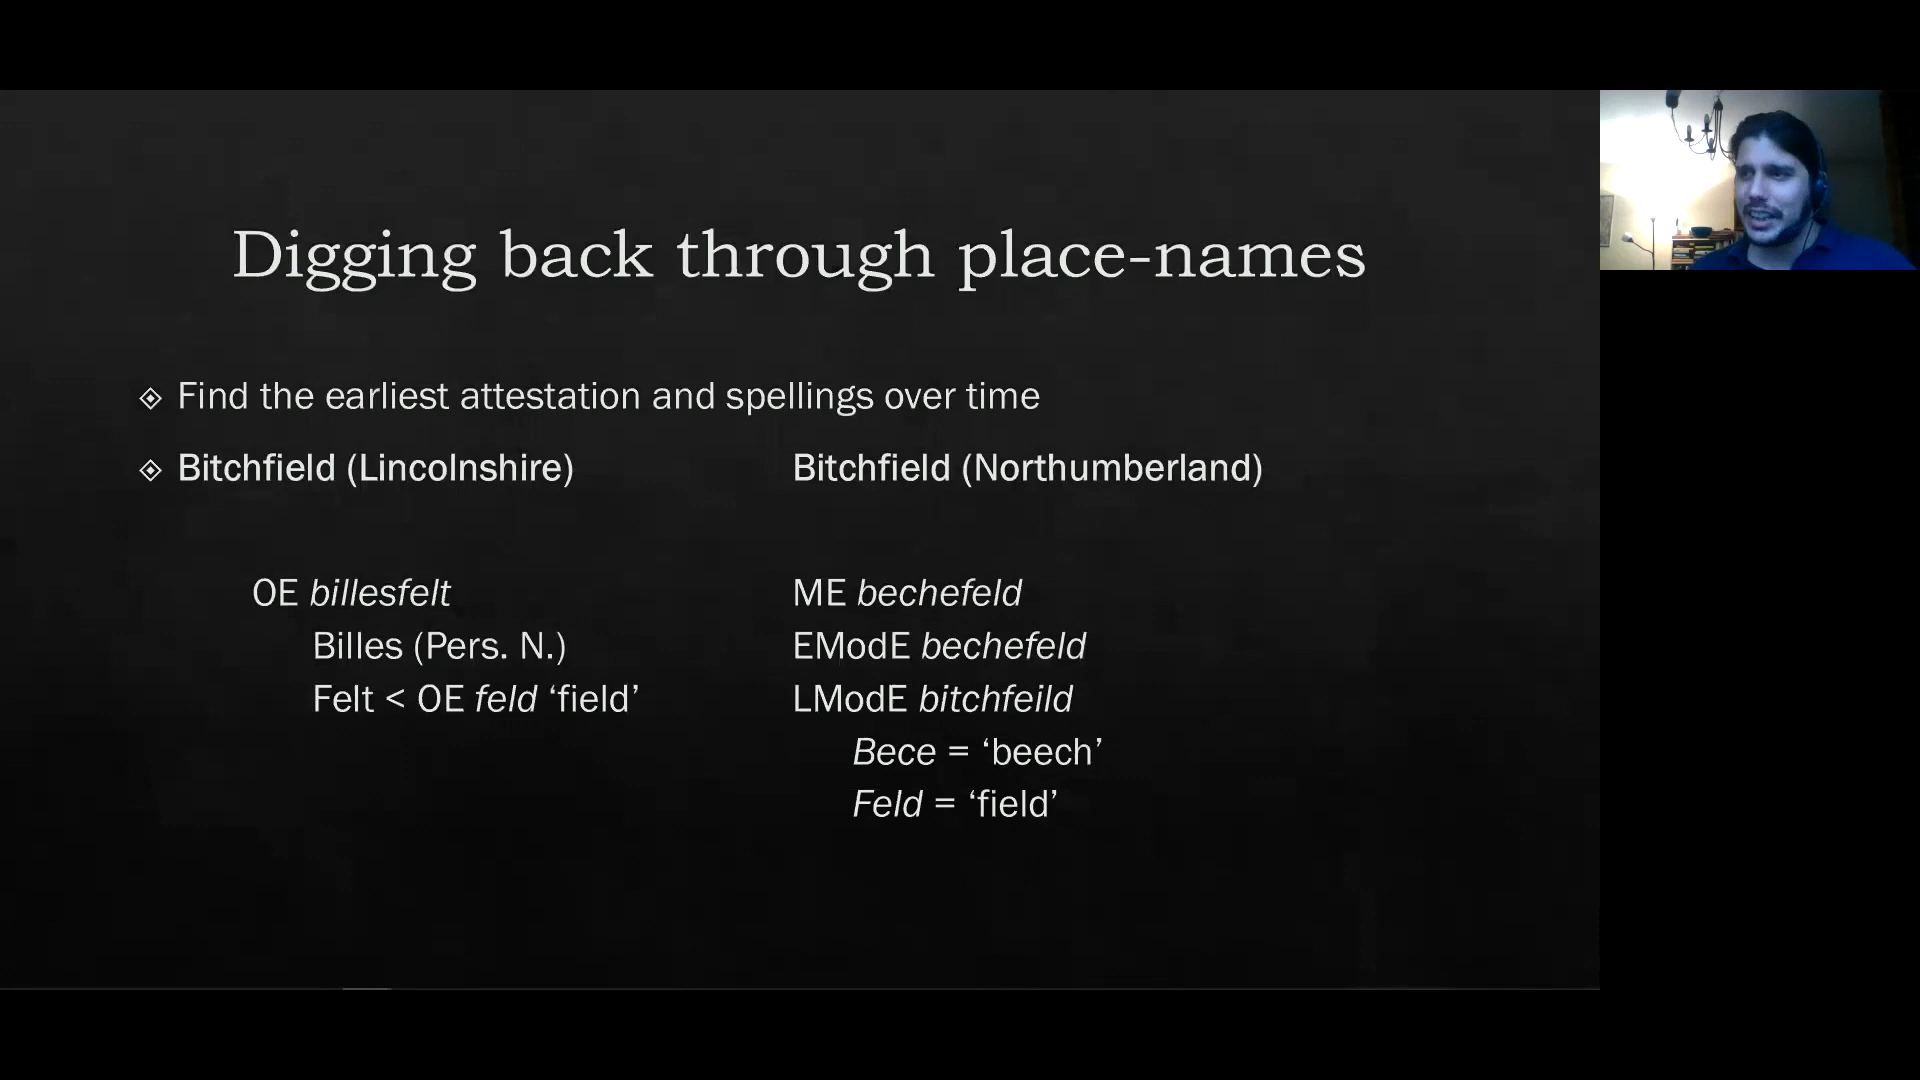 Digging back through place-names
Find the earliest attestation and spellings over time
Bitchfield (Lincolnshire) Bitchfield (Northumberland)
OE billesfelt
Billes (Pers. N.)
Felt < OE feld ‘field’
ME bechefeld
EModE bechefeld
LModE bitchfeild
Bece = ‘beech’
Feld = ‘field’